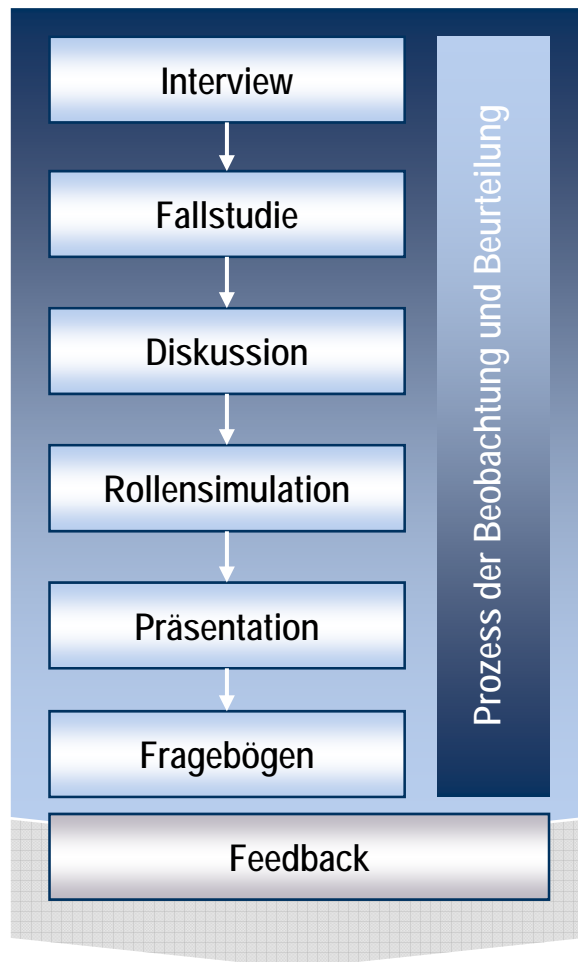 Interview
Fallstudie
Diskussion
Rollensimulation
Präsentation
Fragebögen
Prozess der Beobachtung und Beurteilung
Feedback